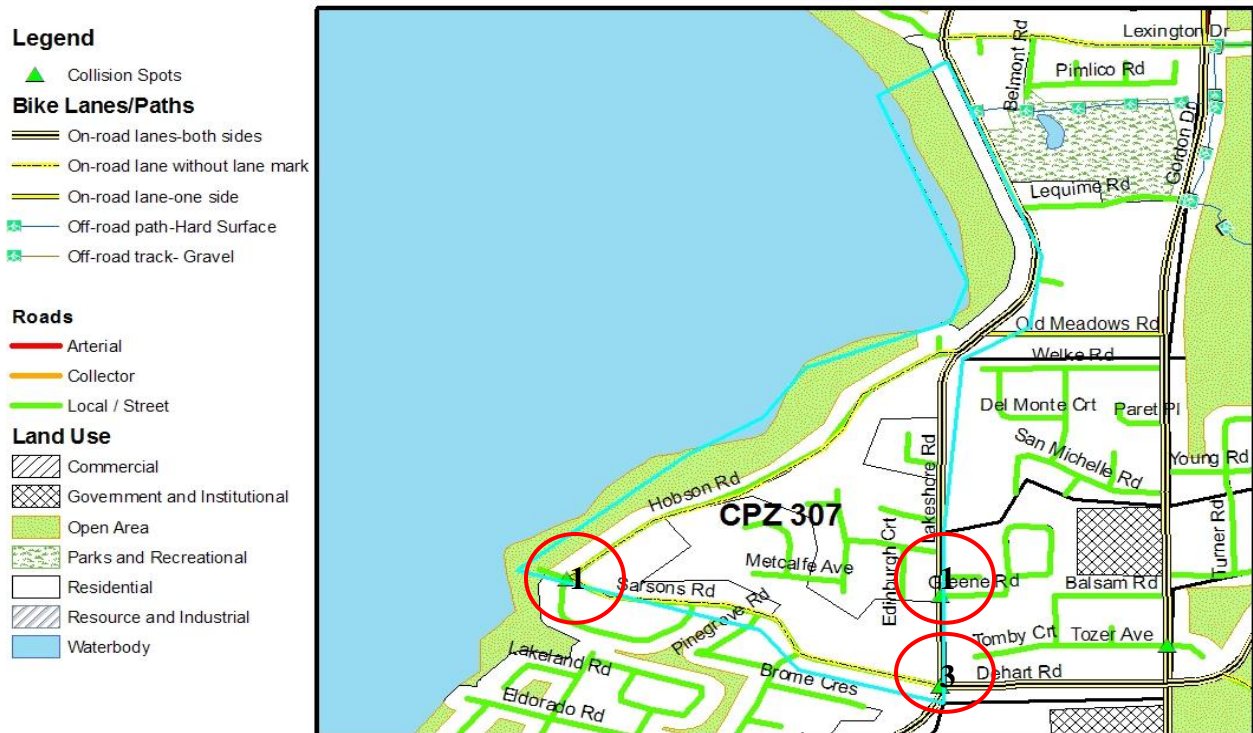 Legend
Collision Spots
Bike Lanes/Paths
On-road lanes-both sides
On-road lane without lane mark
On-road lane-one side
Off-road path-Hard Surface
Off-road track- Gravel
Roads
Arterial
Collector
Local / Street
Land Use
Commercial
Government and Institutional
Open Area
Parks and Recreational
Residential
Resource and Industrial
Waterbody
Lexington Dr
Belmont Rd
Pimlico Rd
Gordon Dr
Lequime Rd
Old Meadows Rd
Welke Rd
Del Monte Crt
Paret Pl
San Michelle Rd
Young Rd
Lakeshore Rd
Hobson Rd
CPZ 307
Edinburgh Crt
Metcalfe Ave
Turner Rd
1
Sarsons Rd
1
Greene Rd
Balsam Rd
Pinegrove Rd
Tomby Crt
Tozer Ave
Lakeland Rd
3
Dehart Rd
Brome Cres
Eldorado Rd